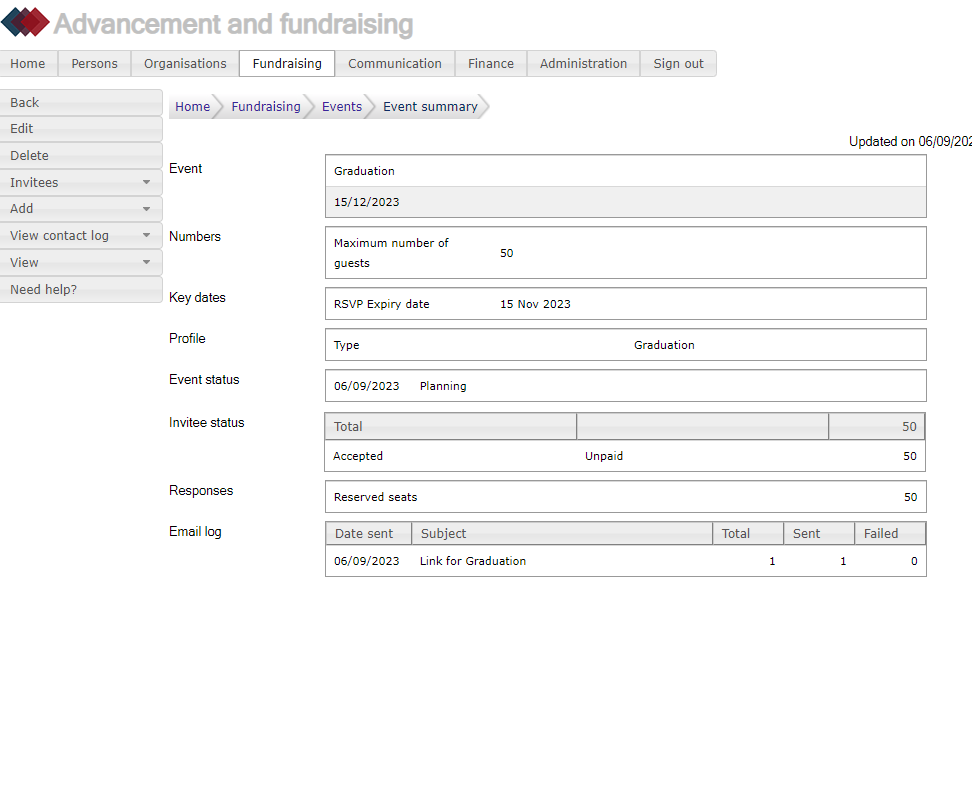 Advancement and fundraising
Home Persons Organisations Fundraising Communication Finance Administration Sign out
Back
Edit
Delete
Invitees
Add
View contact log
View
Need help?
Home Fundraising Events Event summary
Updated on 06/09/202
Event
Graduation
15/12/2023
Numbers
Maximum number of
guests
50
Key dates
RSVP Expiry date 15 Nov 2023
Profile
Type Graduation
Event status
06/09/2023 Planning
Invitee status
Total 50
Accepted Unpaid 50
Responses
Reserved seats 50
Email log
Date sent Subject Total Sent Failed
06/09/2023 Link for Graduation 1 1 0